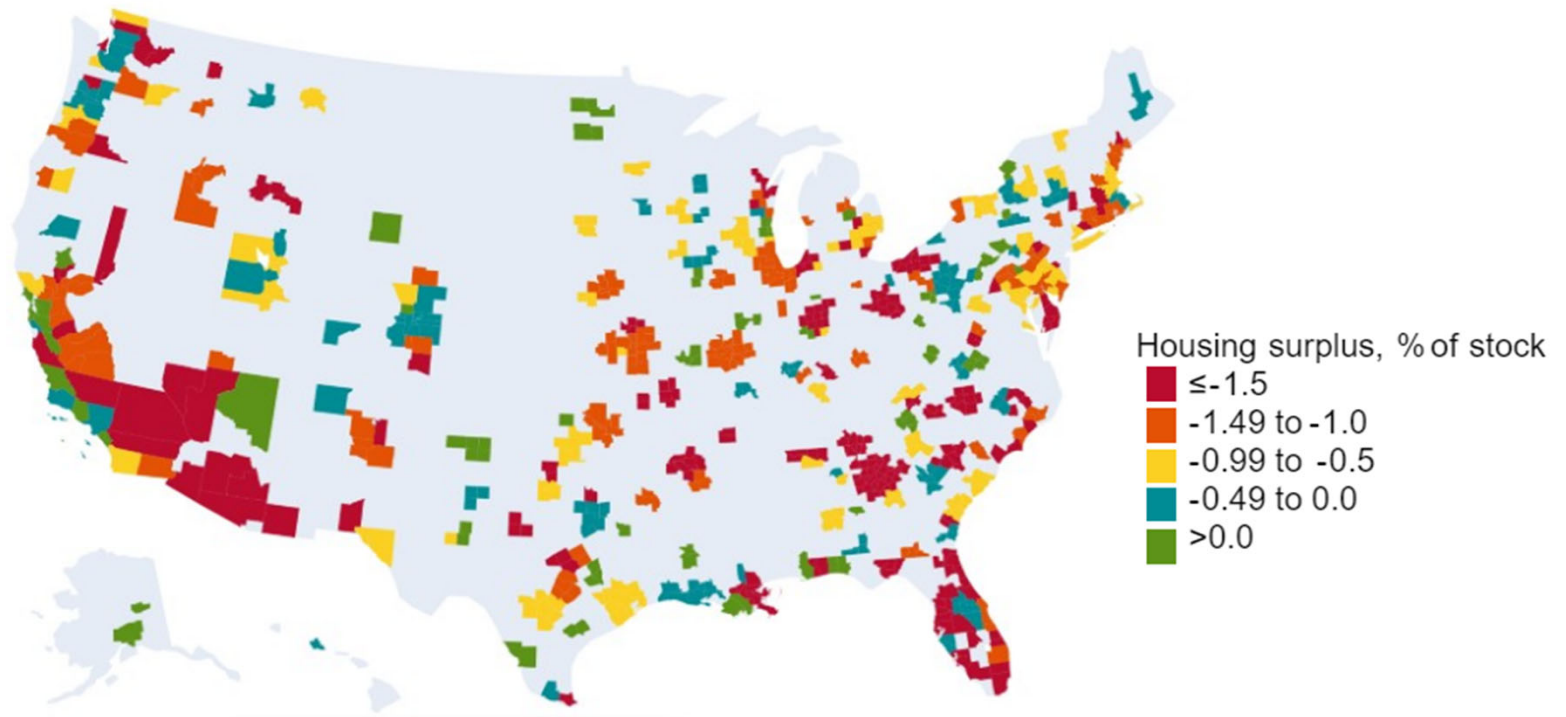 Housing surplus, % of stock
≤-1.5
-1.49 to -1.0
-0.99 to -0.5
-0.49 to 0.0
>0.0